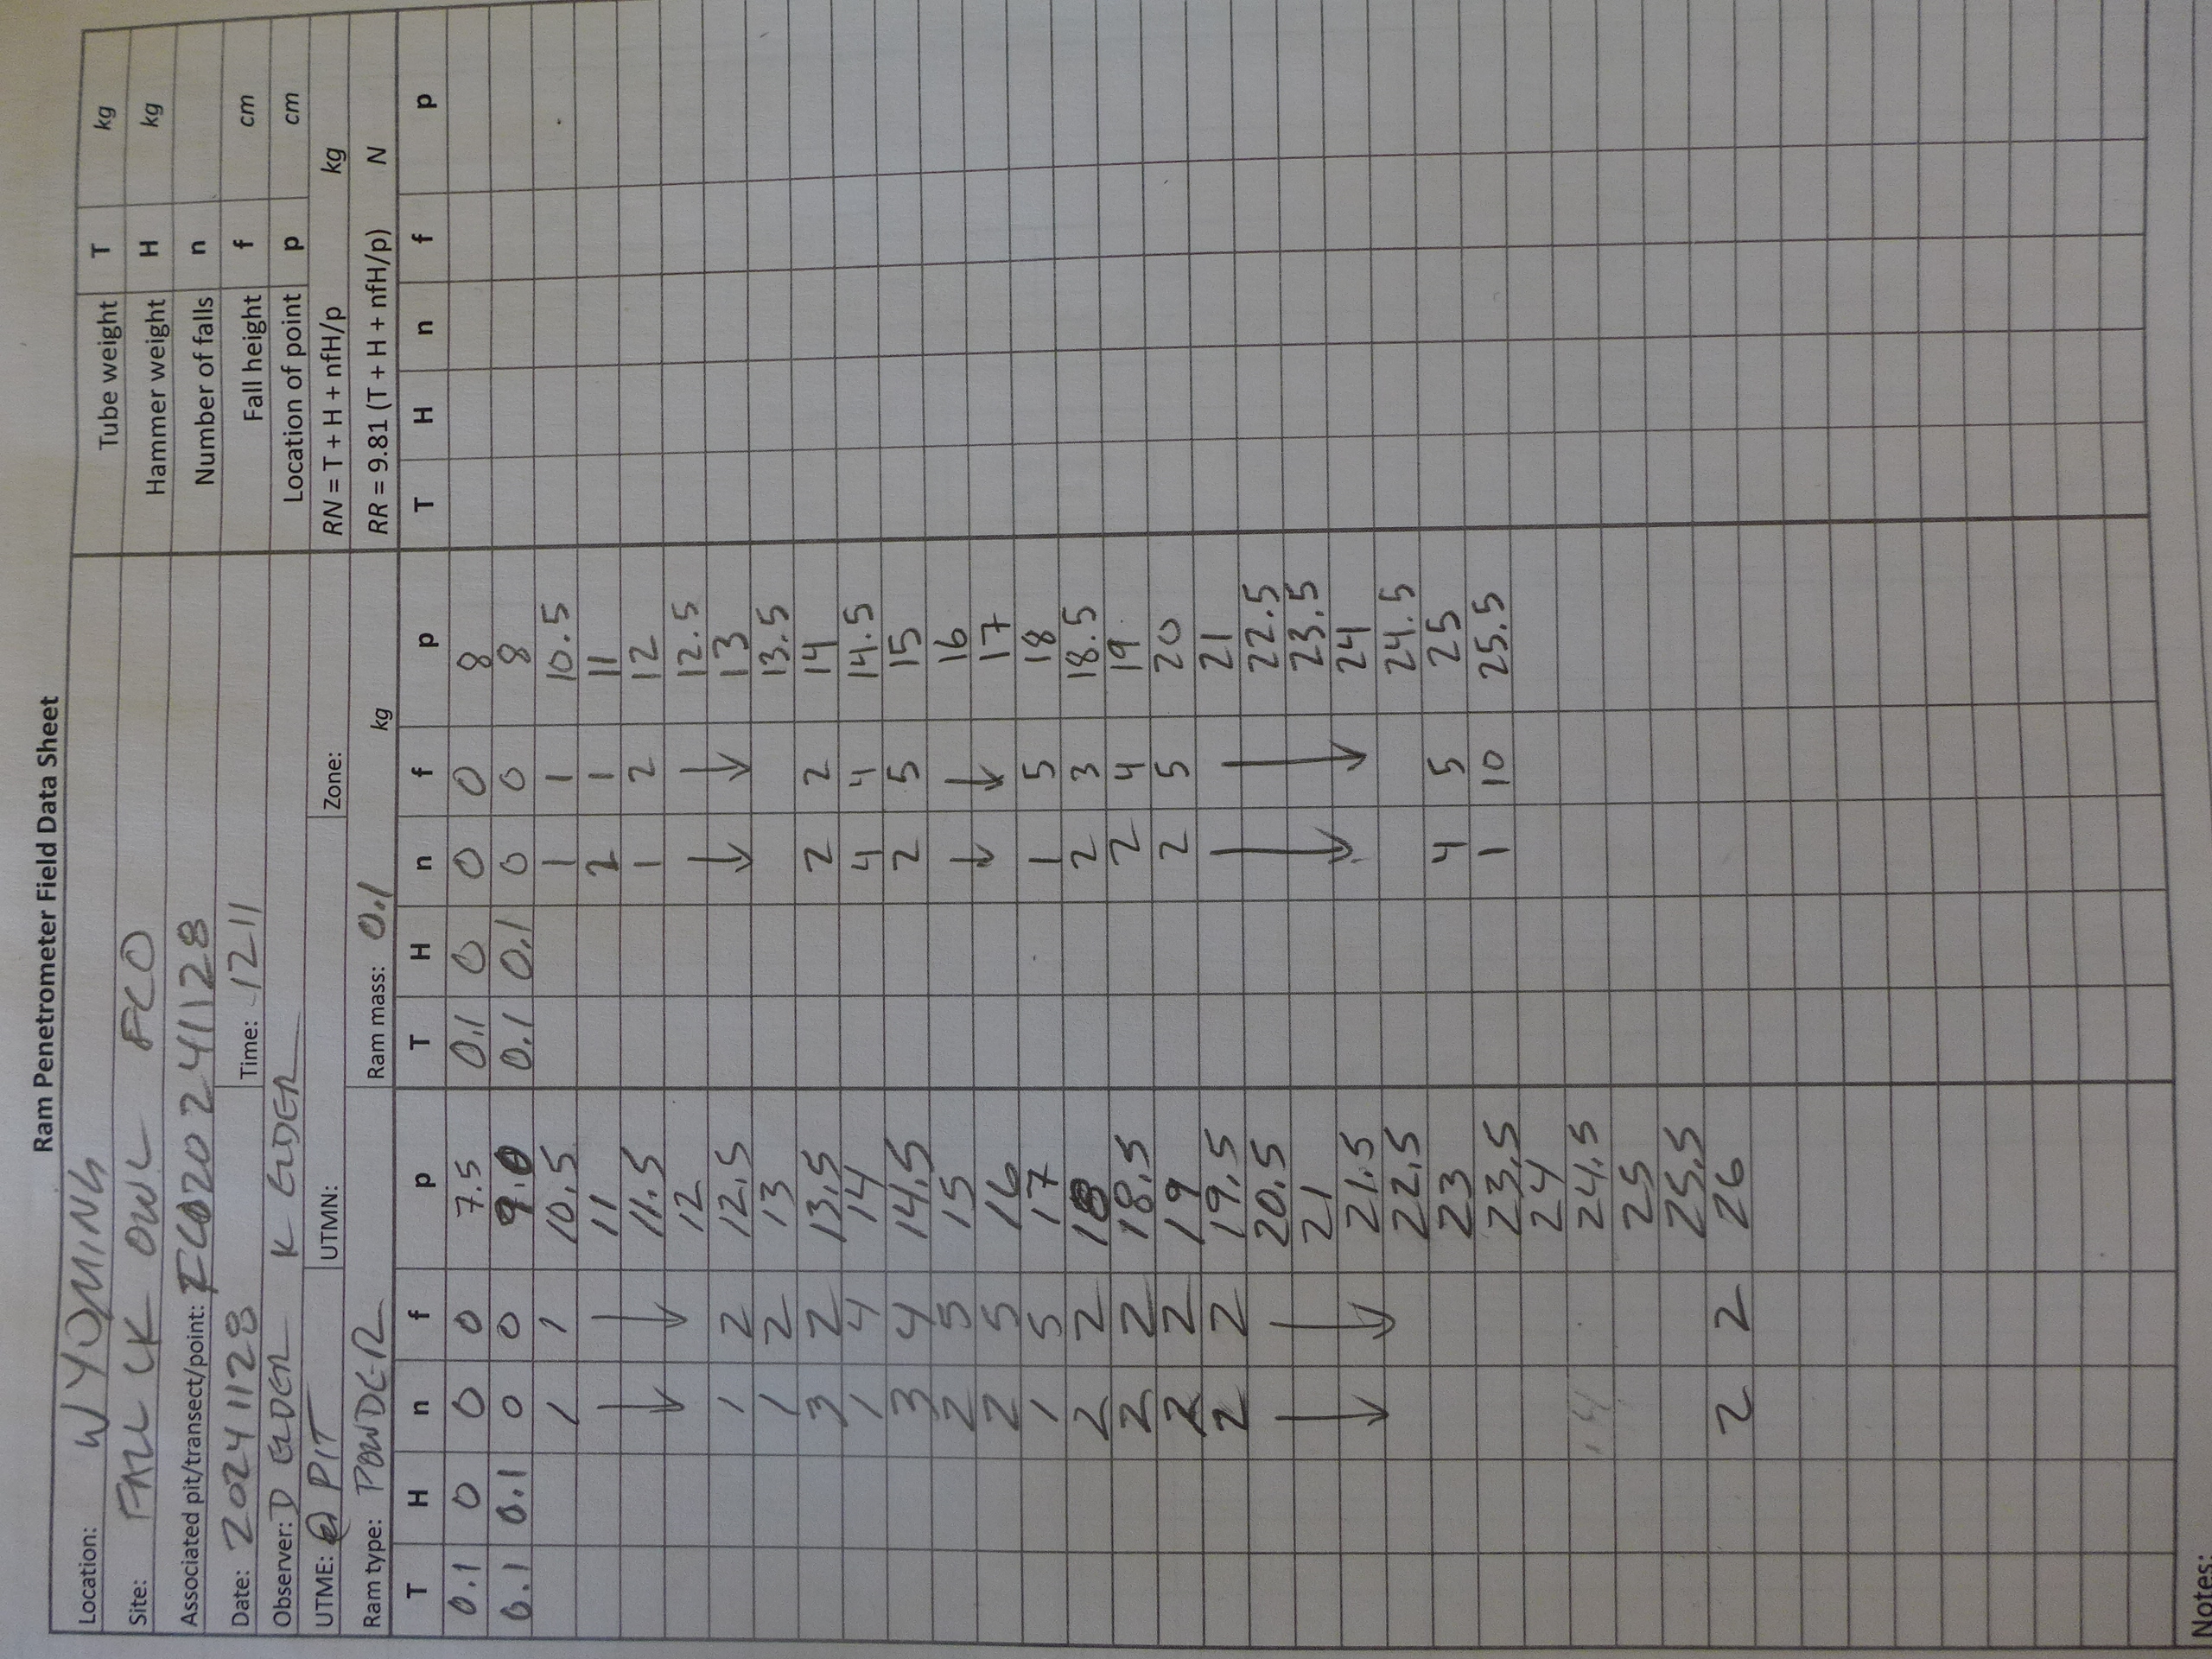 Ram Penetrometer Field Data Sheet
Location: WYOMING Tube weight T kg
Site: FALL CK OWL FCO Hammer weight H kg
Associated pit/transect/point: FCO20241128 Number of falls n
Date: 20241128 Time: 1211 Fall height f cm
Observer: D ELDER K ELDER Location of point p cm
UTME: @ PIT UTMN: Zone: RN = T + H + nfH/p kg
Ram type: POWDER Ram mass: 0.1 kg RR = 9.81 (T + H + nfH/p) N
T H n f p T H n f p T H n f p
0.1 0 0 0 7.5 0.1 0 0 0 8
0.1 0.1 0 0 9.0 0.1 0.1 0 0 8
1 1 10.5 1 1 10.5
↓ ↓ 11 2 1 11
11.5 1 2 12
12 ↓ ↓ 12.5
1 2 12.5 13
1 2 13 13.5
3 2 13.5 2 2 14
1 4 14 4 4 14.5
3 4 14.5 2 5 15
2 5 15 ↓ ↓ 16
2 5 16 17
1 5 17 1 5 18
2 2 18 2 3 18.5
2 2 18.5 2 4 19
2 2 19 2 5 20
2 2 19.5 ↓ ↓ 21
↓ ↓ 20.5 22.5
21 23.5
21.5 24
22.5 24.5
23 4 5 25
23.5 1 10 25.5
24
24.5
25
25.5
2 2 26
Notes: